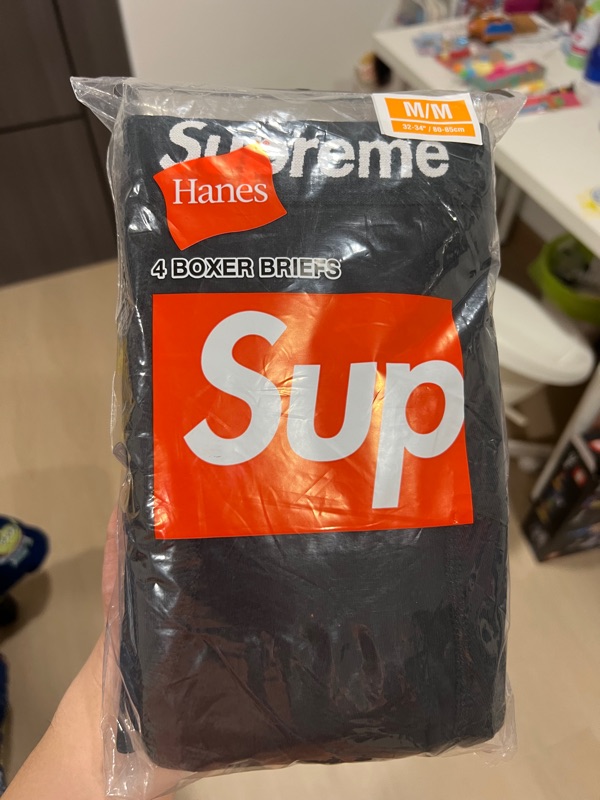 M/M
32-34" / 80-85cm
Supreme
Hanes
4 BOXER BRIEFS
Sup